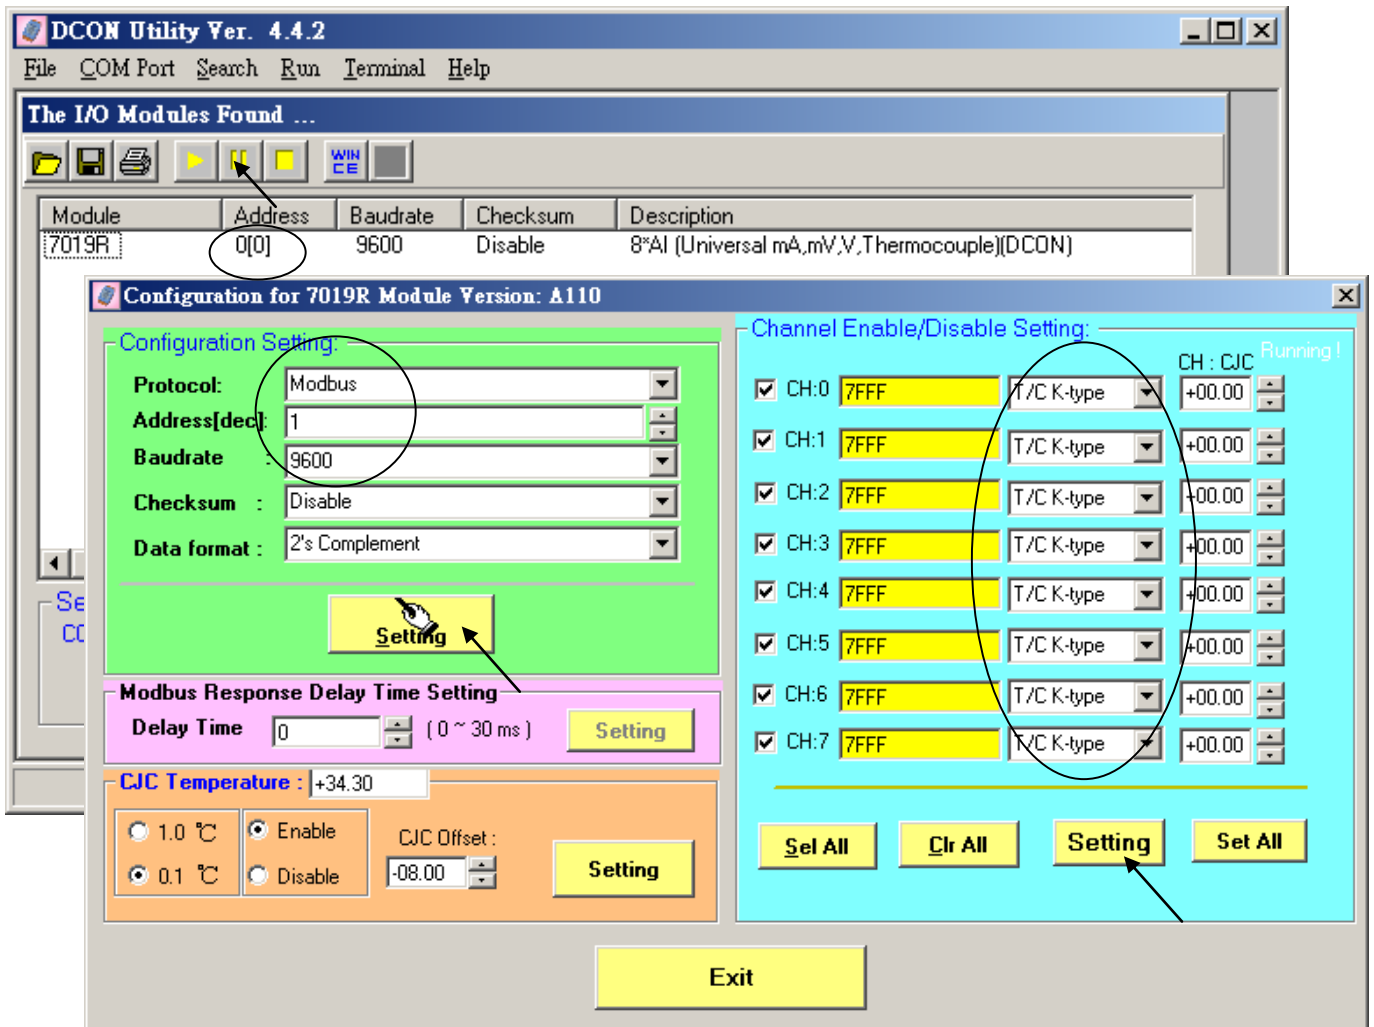 DCON Utility Ver. 4.4.2
File COM Port Search Run Terminal Help
The I/O Modules Found ...
WIN
CE
Module Address Baudrate Checksum Description
7019R 0[0] 9600 Disable 8*AI (Universal mA,mV,V,Thermocouple)(DCON)
Configuration for 7019R Module Version: A110
Configuration Setting:
Protocol: Modbus
Address[dec]: 1
Baudrate : 9600
Checksum : Disable
Data format : 2's Complement
Setting
Modbus Response Delay Time Setting
Delay Time 0 ( 0 ~ 30 ms ) Setting
CJC Temperature : +34.30
1.0 ℃ Enable
0.1 ℃ Disable
CJC Offset :
-08.00
Setting
Channel Enable/Disable Setting:
Running !
CH : CJC
CH:0 7FFF T/C K-type +00.00
CH:1 7FFF T/C K-type +00.00
CH:2 7FFF T/C K-type +00.00
CH:3 7FFF T/C K-type +00.00
CH:4 7FFF T/C K-type +00.00
CH:5 7FFF T/C K-type +00.00
CH:6 7FFF T/C K-type +00.00
CH:7 7FFF T/C K-type +00.00
Sel All Clr All Setting Set All
Exit